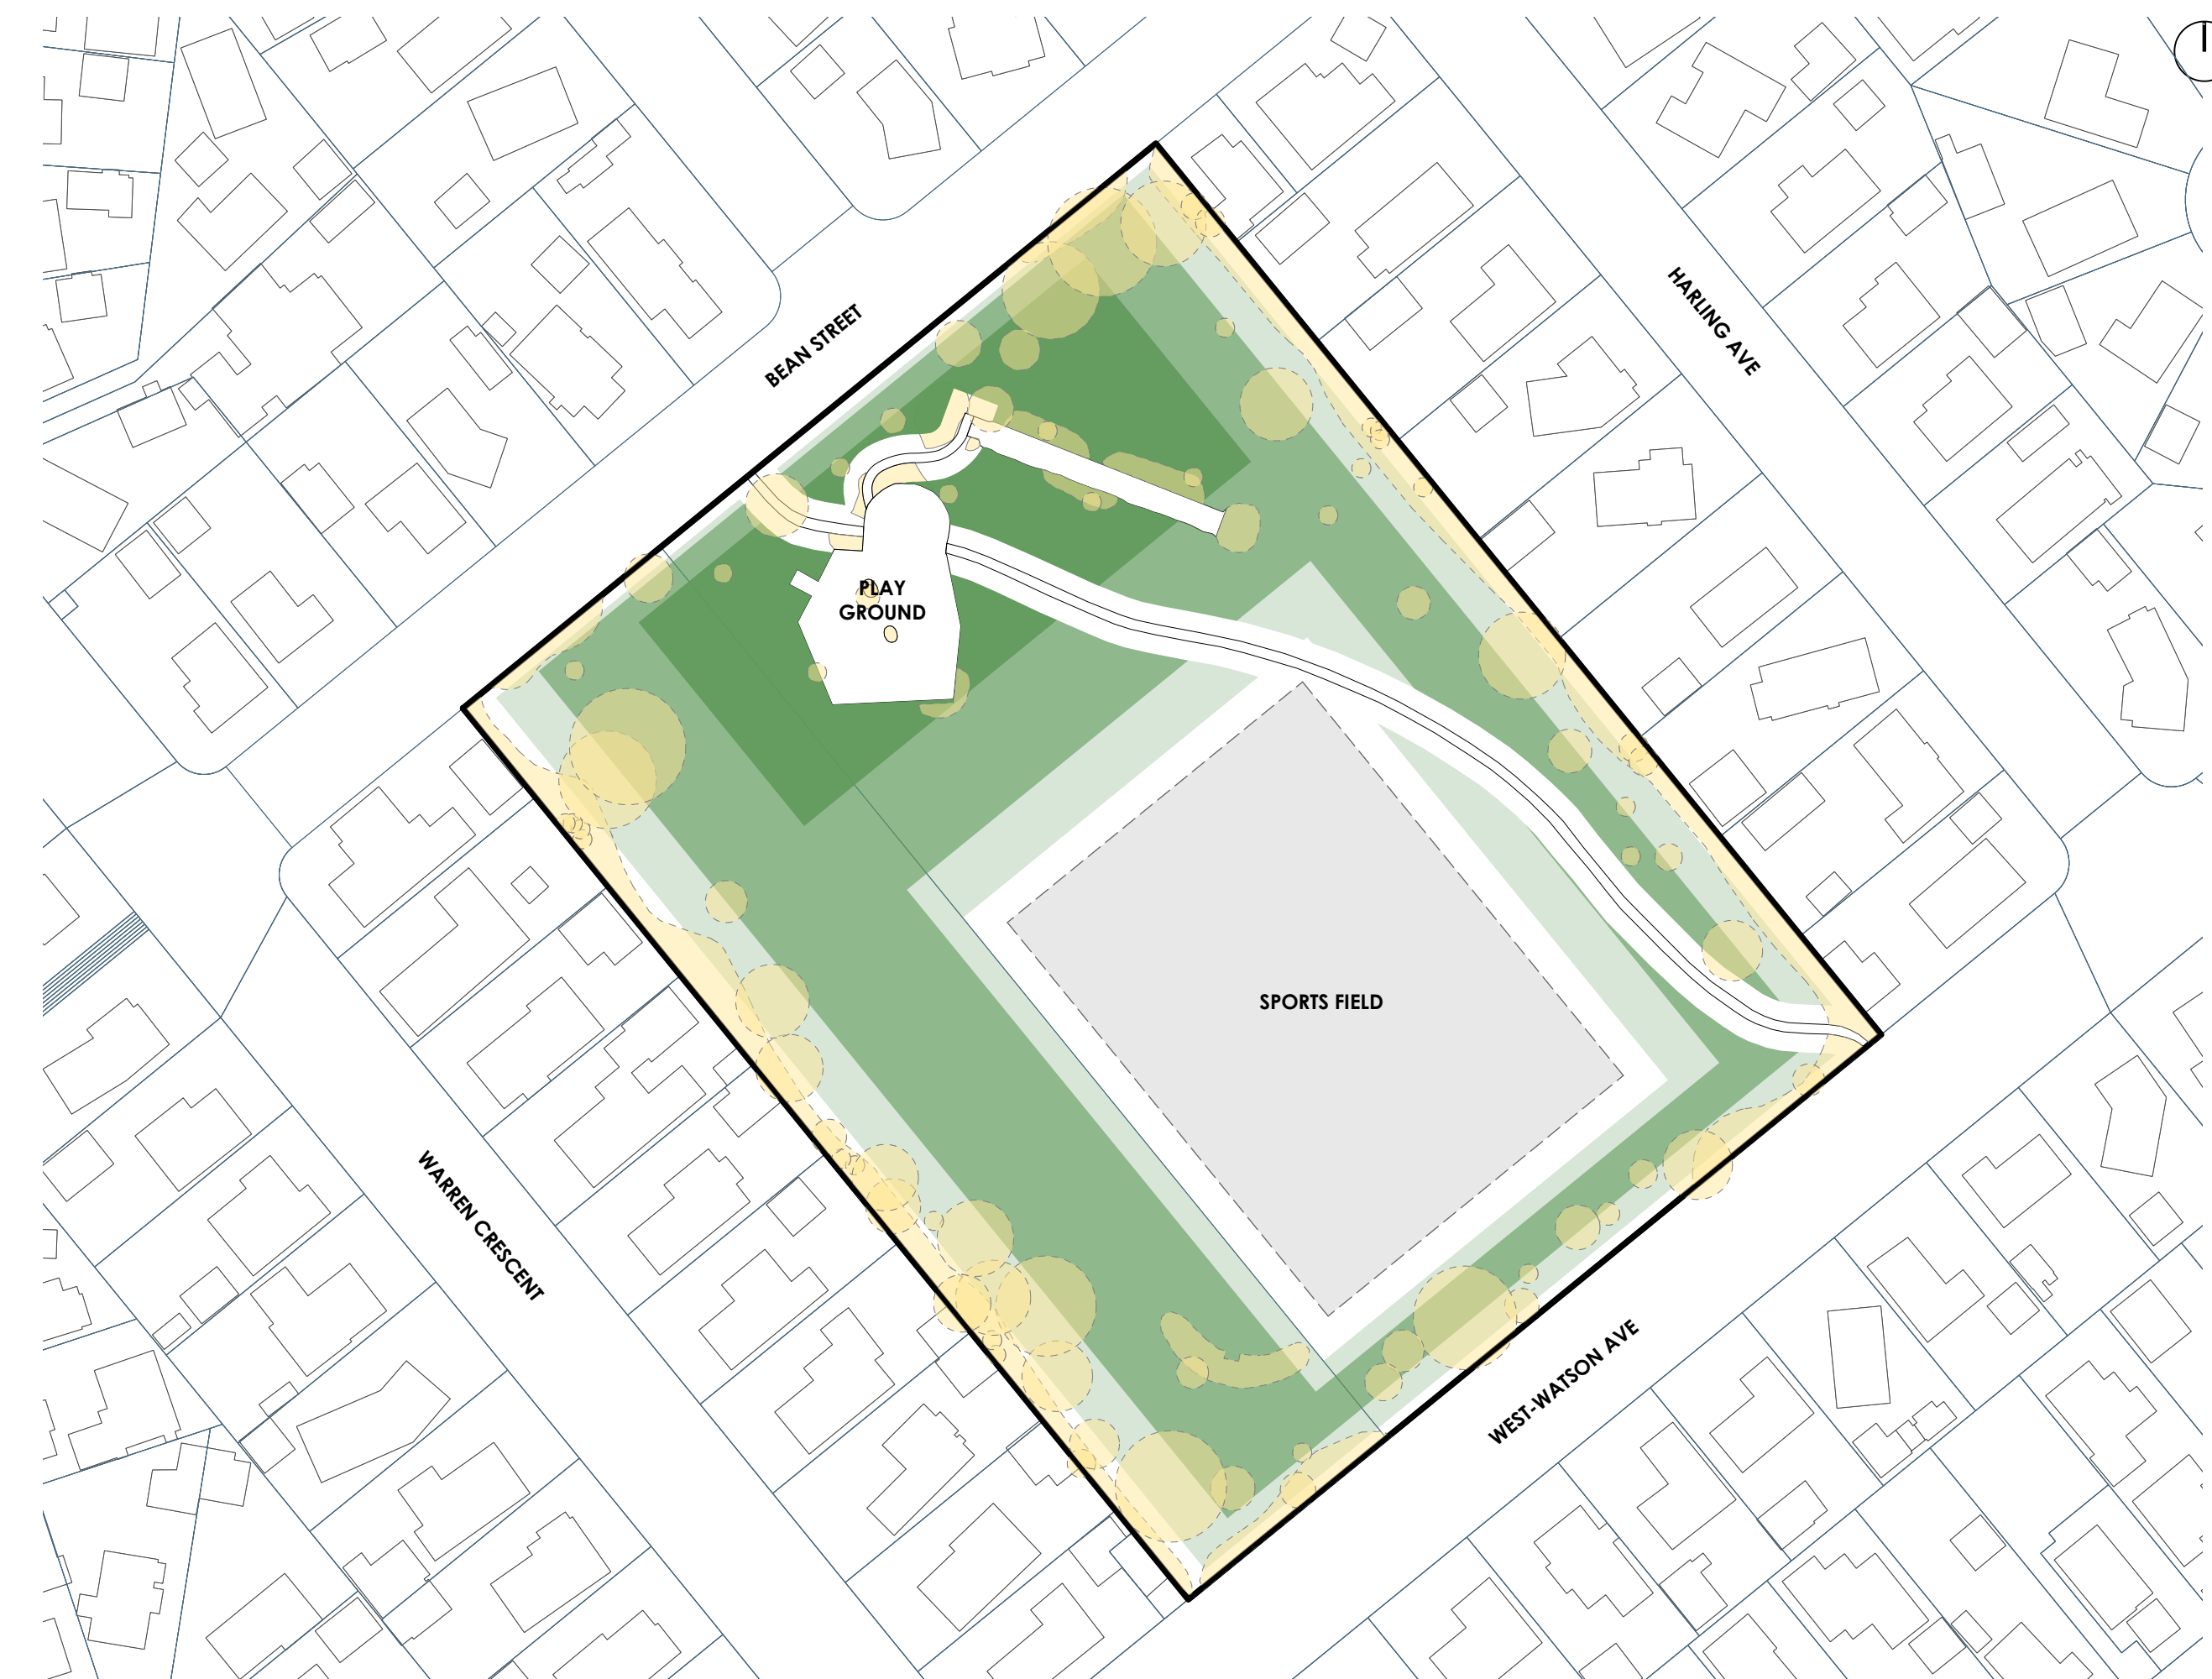 BEAN STREET
HARLING AVE
PLAY
GROUND
SPORTS FIELD
WARREN CRESCENT
WEST-WATSON AVE